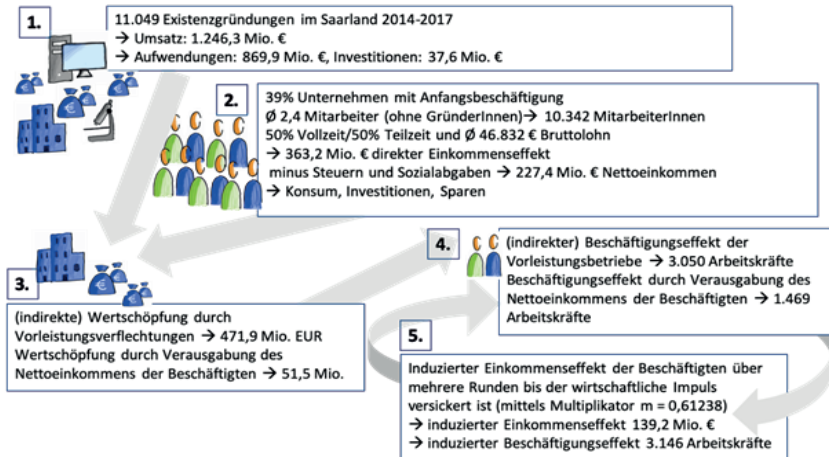 1.
11.049 Existenzgründungen im Saarland 2014-2017
→ Umsatz: 1.246,3 Mio. €
→ Aufwendungen: 869,9 Mio. €, Investitionen: 37,6 Mio. €
2.
39% Unternehmen mit Anfangsbeschäftigung
Ø 2,4 Mitarbeiter (ohne GründerInnen)→ 10.342 MitarbeiterInnen
50% Vollzeit/50% Teilzeit und Ø 46.832 € Bruttolohn
→ 363,2 Mio. € direkter Einkommenseffekt
minus Steuern und Sozialabgaben → 227,4 Mio. € Nettoeinkommen
→ Konsum, Investitionen, Sparen
3.
(indirekte) Wertschöpfung durch
Vorleistungsverflechtungen → 471,9 Mio. EUR
Wertschöpfung durch Verausgabung des
Nettoeinkommens der Beschäftigten → 51,5 Mio.
4.
(indirekter) Beschäftigungseffekt der
Vorleistungsbetriebe → 3.050 Arbeitskräfte
Beschäftigungseffekt durch Verausgabung des
Nettoeinkommens der Beschäftigten → 1.469
Arbeitskräfte
5.
Induzierter Einkommenseffekt der Beschäftigten über
mehrere Runden bis der wirtschaftliche Impuls
versickert ist (mittels Multiplikator m = 0,61238)
→ induzierter Einkommenseffekt 139,2 Mio. €
→ induzierter Beschäftigungseffekt 3.146 Arbeitskräfte